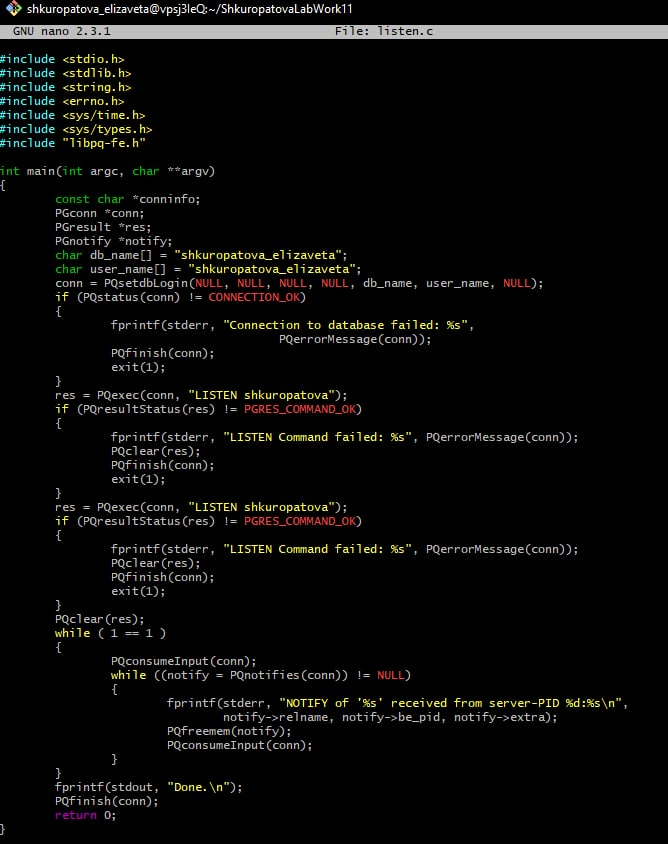 shkuropatova_elizaveta@vpsj3leQ:~/ShkuropatovaLabWork11
GNU nano 2.3.1 File: listen.c
#include <stdio.h>
#include <stdlib.h>
#include <string.h>
#include <errno.h>
#include <sys/time.h>
#include <sys/types.h>
#include "libpq-fe.h"
int main(int argc, char **argv)
{
        const char *conninfo;
        PGconn *conn;
        PGresult *res;
        PGnotify *notify;
        char db_name[] = "shkuropatova_elizaveta";
        char user_name[] = "shkuropatova_elizaveta";
        conn = PQsetdbLogin(NULL, NULL, NULL, NULL, db_name, user_name, NULL);
        if (PQstatus(conn) != CONNECTION_OK)
        {
                fprintf(stderr, "Connection to database failed: %s",
                                        PQerrorMessage(conn));
                PQfinish(conn);
                exit(1);
        }
        res = PQexec(conn, "LISTEN shkuropatova");
        if (PQresultStatus(res) != PGRES_COMMAND_OK)
        {
                fprintf(stderr, "LISTEN Command failed: %s", PQerrorMessage(conn));
                PQclear(res);
                PQfinish(conn);
                exit(1);
        }
        res = PQexec(conn, "LISTEN shkuropatova");
        if (PQresultStatus(res) != PGRES_COMMAND_OK)
        {
                fprintf(stderr, "LISTEN Command failed: %s", PQerrorMessage(conn));
                PQclear(res);
                PQfinish(conn);
                exit(1);
        }
        PQclear(res);
        while ( 1 == 1 )
        {
                PQconsumeInput(conn);
                while ((notify = PQnotifies(conn)) != NULL)
                {
                        fprintf(stderr, "NOTIFY of '%s' received from server-PID %d:%s\n",
                                notify->relname, notify->be_pid, notify->extra);
                        PQfreemem(notify);
                        PQconsumeInput(conn);
                }
        }
        fprintf(stdout, "Done.\n");
        PQfinish(conn);
        return 0;
}